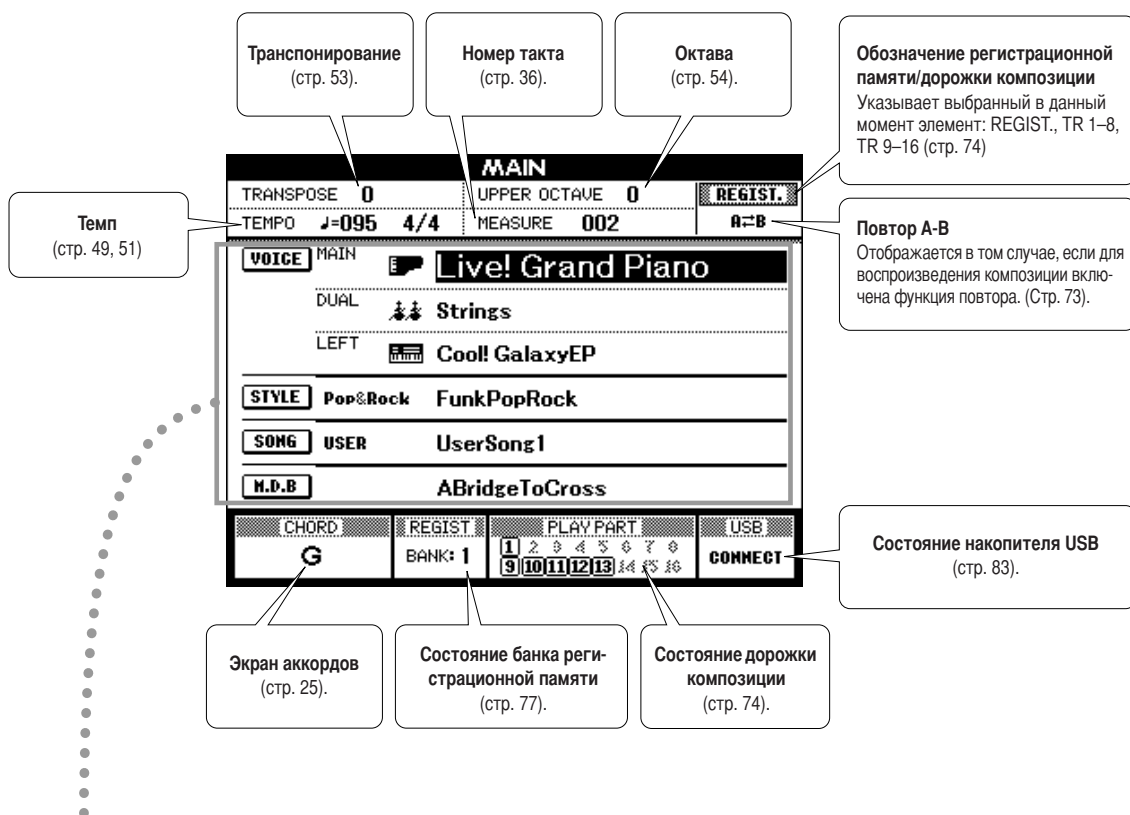 Транспонирование
(стр. 53).
Номер такта
(стр. 36).
Октава
(стр. 54).
Обозначение регистрационной
памяти/дорожки композиции
Указывает выбранный в данный
момент элемент: REGIST., TR 1–8,
TR 9–16 (стр. 74)
Темп
(стр. 49, 51)
Повтор A-B
Отображается в том случае, если для
воспроизведения композиции вклю-
чена функция повтора. (Стр. 73).
MAIN
TRANSPOSE 0 UPPER OCTAVE 0 REGIST.
TEMPO ♩=095 4/4 MEASURE 002 A⇄B
VOICE MAIN Live! Grand Piano
DUAL Strings
LEFT Cool! GalaxyEP
STYLE Pop&Rock FunkPopRock
SONG USER UserSong1
M.D.B ABridgeToCross
CHORD REGIST PLAY PART USB
G BANK: 1 1 2 3 4 5 6 7 8 CONNECT
9 10 11 12 13 14 15 16
Состояние накопителя USB
(стр. 83).
Экран аккордов
(стр. 25).
Состояние банка реги-
страционной памяти
(стр. 77).
Состояние дорожки
композиции
(стр. 74).